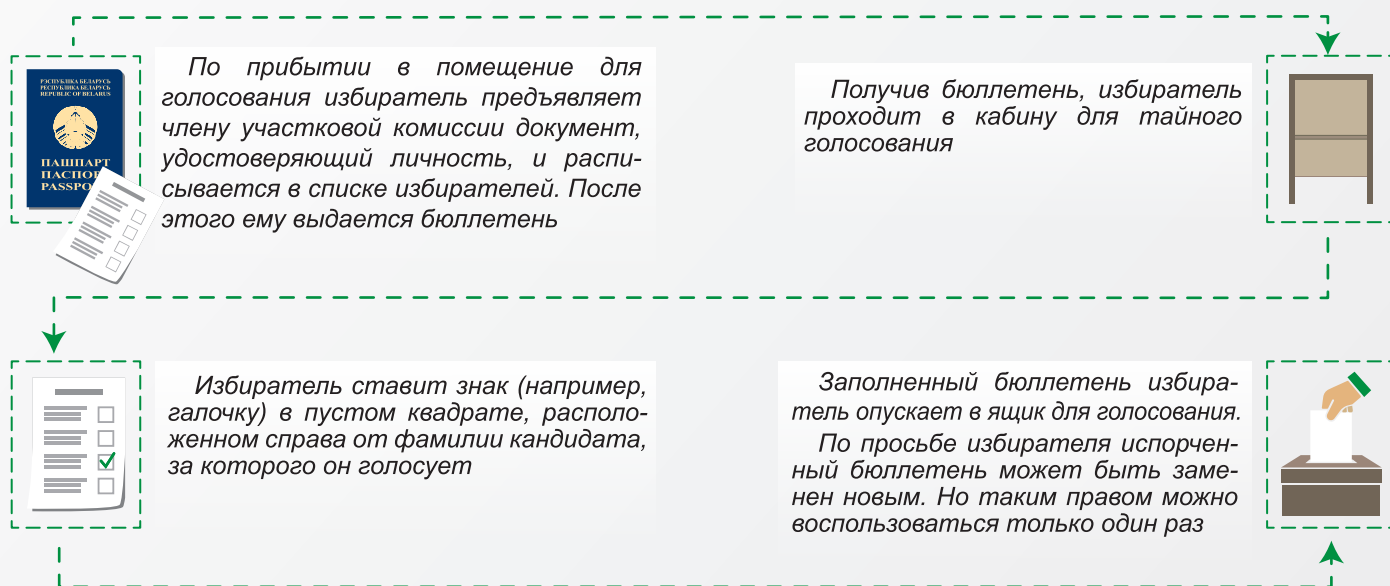 РЭСПУБЛІКА БЕЛАРУСЬ
РЕСПУБЛИКА БЕЛАРУСЬ
REPUBLIC OF BELARUS
ПАШПАРТ
ПАСПОР
PASSPO
По прибытии в помещение для
голосования избиратель предъявляет
члену участковой комиссии документ,
удостоверяющий личность, и распи-
сывается в списке избирателей. После
этого ему выдается бюллетень
Получив бюллетень, избиратель
проходит в кабину для тайного
голосования
Избиратель ставит знак (например,
галочку) в пустом квадрате, располо-
женном справа от фамилии кандидата,
за которого он голосует
Заполненный бюллетень избира-
тель опускает в ящик для голосования.
По просьбе избирателя испорчен-
ный бюллетень может быть заме-
нен новым. Но таким правом можно
воспользоваться только один раз